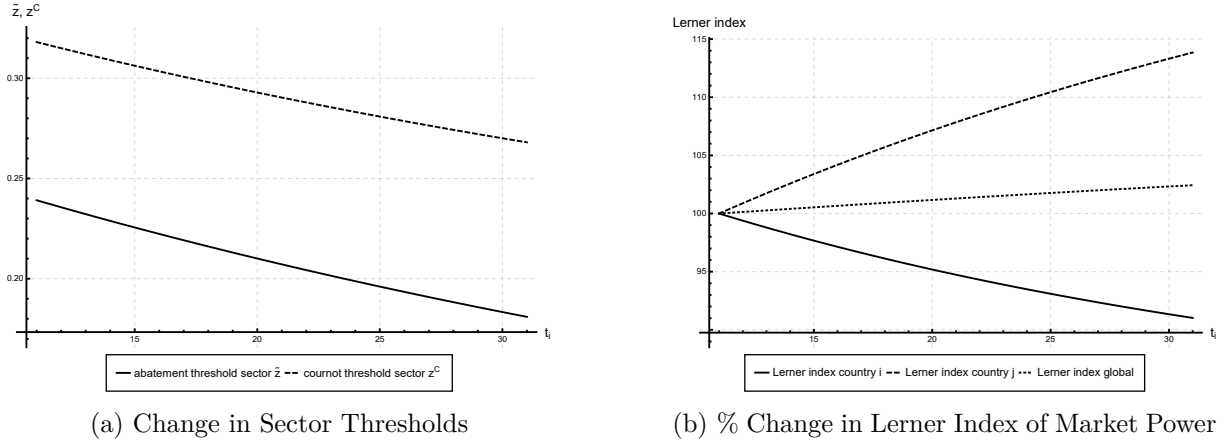 z̃, z^C
0.30
0.25
0.20
15 20 25 30
t_i
abatement threshold sector z̃ cournot threshold sector z^C
(a) Change in Sector Thresholds
Lerner index
115
110
105
100
95
15 20 25 30
t_i
Lerner index country i Lerner index country j Lerner index global
(b) % Change in Lerner Index of Market Power